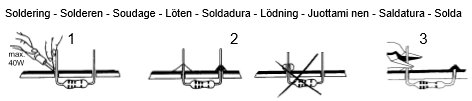 Soldering - Solderen - Soudage - Löten - Soldadura - Lödning - Juottami nen - Saldatura - Solda
1
2
3
max.
40W